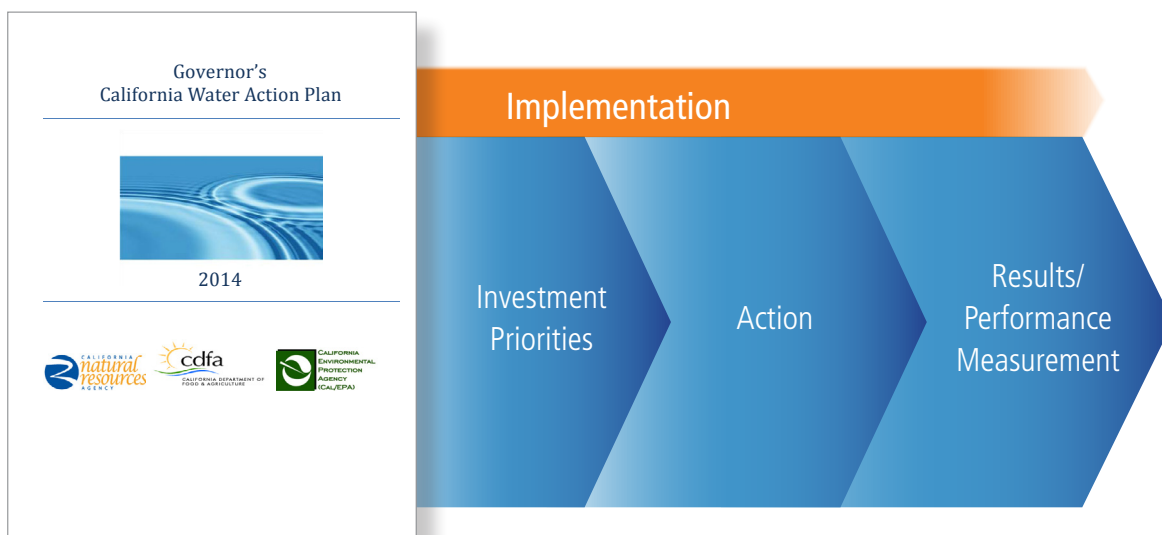 Governor's
California Water Action Plan
2014
CALIFORNIA
natural
resources
AGENCY
cdfa
CALIFORNIA DEPARTMENT OF
FOOD & AGRICULTURE
CALIFORNIA
ENVIRONMENTAL
PROTECTION
AGENCY
(CAL/EPA)
Implementation
Investment
Priorities
Action
Results/
Performance
Measurement